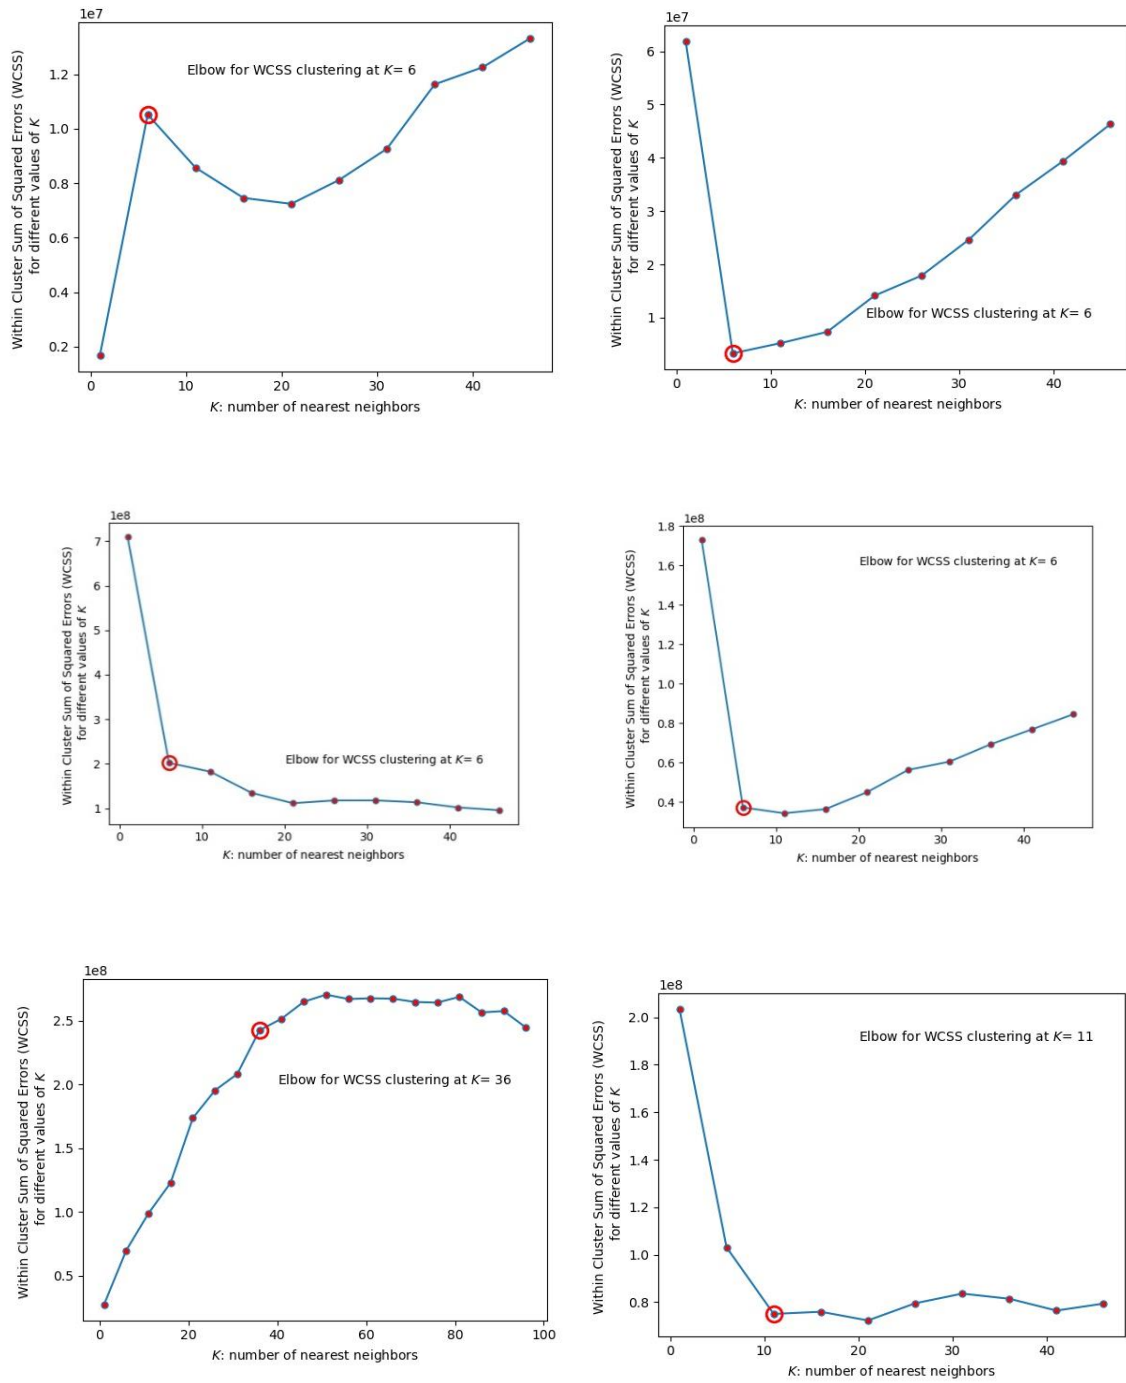 1e7
Within Cluster Sum of Squared Errors (WCSS)
for different values of K
Elbow for WCSS clustering at K= 6
1.2
1.0
0.8
0.6
0.4
0.2
0 10 20 30 40
K: number of nearest neighbors
1e7
Within Cluster Sum of Squared Errors (WCSS)
for different values of K
6
5
4
3
2
1
Elbow for WCSS clustering at K= 6
0 10 20 30 40
K: number of nearest neighbors
1e8
Within Cluster Sum of Squared Errors (WCSS)
for different values of K
7
6
5
4
3
2
1
Elbow for WCSS clustering at K= 6
0 10 20 30 40
K: number of nearest neighbors
1e8
Within Cluster Sum of Squared Errors (WCSS)
for different values of K
1.8
1.6
1.4
1.2
1.0
0.8
0.6
0.4
Elbow for WCSS clustering at K= 6
0 10 20 30 40
K: number of nearest neighbors
1e8
Within Cluster Sum of Squared Errors (WCSS)
for different values of K
2.5
2.0
1.5
1.0
0.5
Elbow for WCSS clustering at K= 36
0 20 40 60 80 100
K: number of nearest neighbors
1e8
Within Cluster Sum of Squared Errors (WCSS)
for different values of K
2.0
1.8
1.6
1.4
1.2
1.0
0.8
Elbow for WCSS clustering at K= 11
0 10 20 30 40
K: number of nearest neighbors